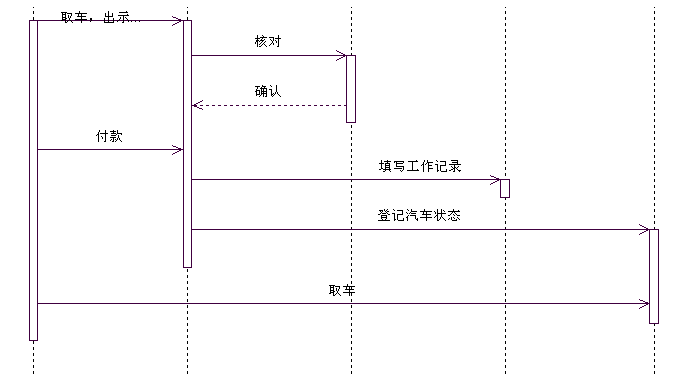 取车，出示...
核对
确认
付款
填写工作记录
登记汽车状态
取车